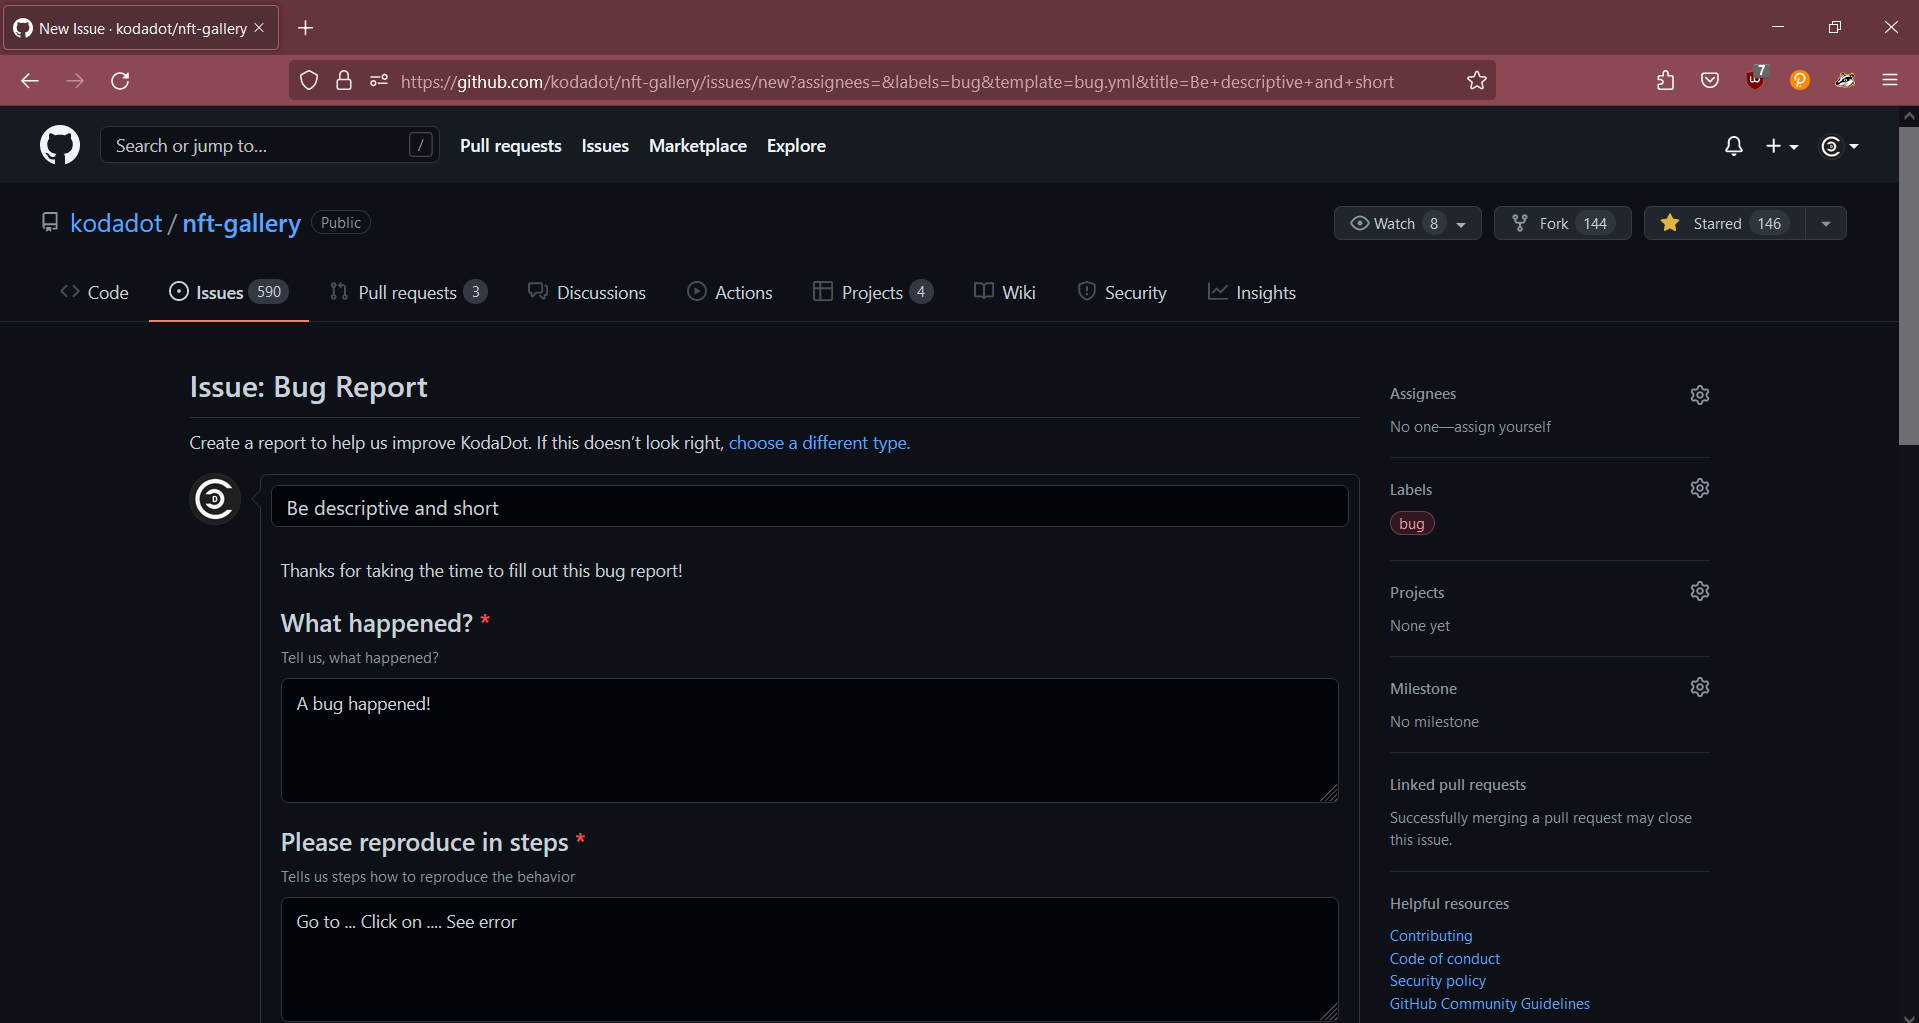 New Issue · kodadot/nft-gallery
https://github.com/kodadot/nft-gallery/issues/new?assignees=&labels=bug&template=bug.yml&title=Be+descriptive+and+short
7
Search or jump to...
/
Pull requests
Issues
Marketplace
Explore
kodadot / nft-gallery
Public
Watch 8
Fork 144
Starred 146
Code
Issues 590
Pull requests 3
Discussions
Actions
Projects 4
Wiki
Security
Insights
Issue: Bug Report
Create a report to help us improve KodaDot. If this doesn’t look right, choose a different type.
Be descriptive and short
Thanks for taking the time to fill out this bug report!
What happened? *
Tell us, what happened?
A bug happened!
Please reproduce in steps *
Tells us steps how to reproduce the behavior
Go to ... Click on .... See error
Assignees
No one—assign yourself
Labels
bug
Projects
None yet
Milestone
No milestone
Linked pull requests
Successfully merging a pull request may close
this issue.
Helpful resources
Contributing
Code of conduct
Security policy
GitHub Community Guidelines